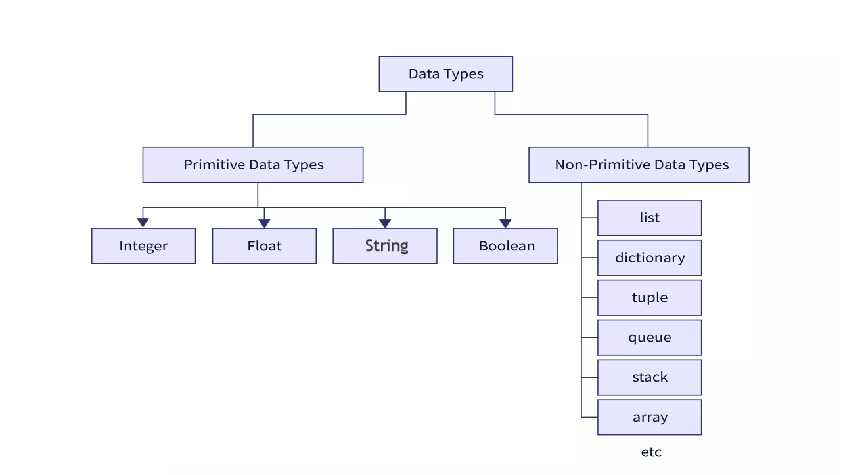 Data Types
Primitive Data Types
Non-Primitive Data Types
Integer
Float
String
Boolean
list
dictionary
tuple
queue
stack
array
etc